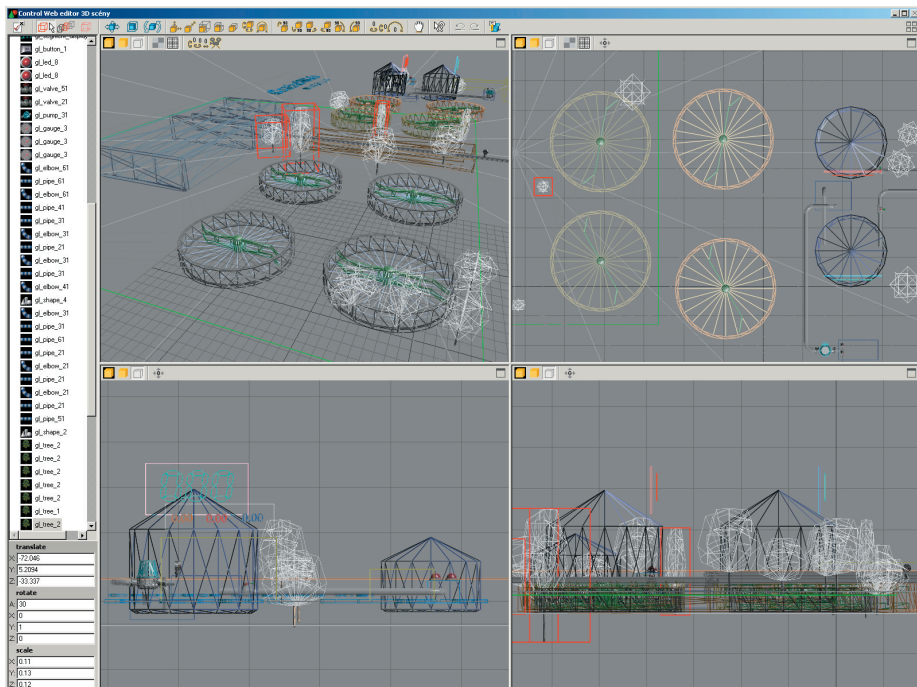 Control Web editor 3D scény
gl_button_1
gl_led_8
gl_led_8
gl_valve_51
gl_valve_21
gl_pump_31
gl_gauge_3
gl_gauge_3
gl_gauge_3
gl_elbow_61
gl_pipe_61
gl_elbow_61
gl_pipe_41
gl_pipe_31
gl_elbow_31
gl_pipe_21
gl_elbow_31
gl_pipe_31
gl_elbow_41
gl_shape_4
gl_elbow_31
gl_pipe_31
gl_pipe_61
gl_pipe_21
gl_elbow_21
gl_pipe_21
gl_elbow_21
gl_pipe_21
gl_pipe_51
gl_shape_2
gl_tree_2
gl_tree_2
gl_tree_2
gl_tree_2
gl_tree_2
gl_tree_1
gl_tree_2
translate
X: -72.046
Y: 5.2094
Z: -33.337
rotate
A: 30
X: 0
Y: 1
Z: 0
scale
X: 0.11
Y: 0.13
Z: 0.12